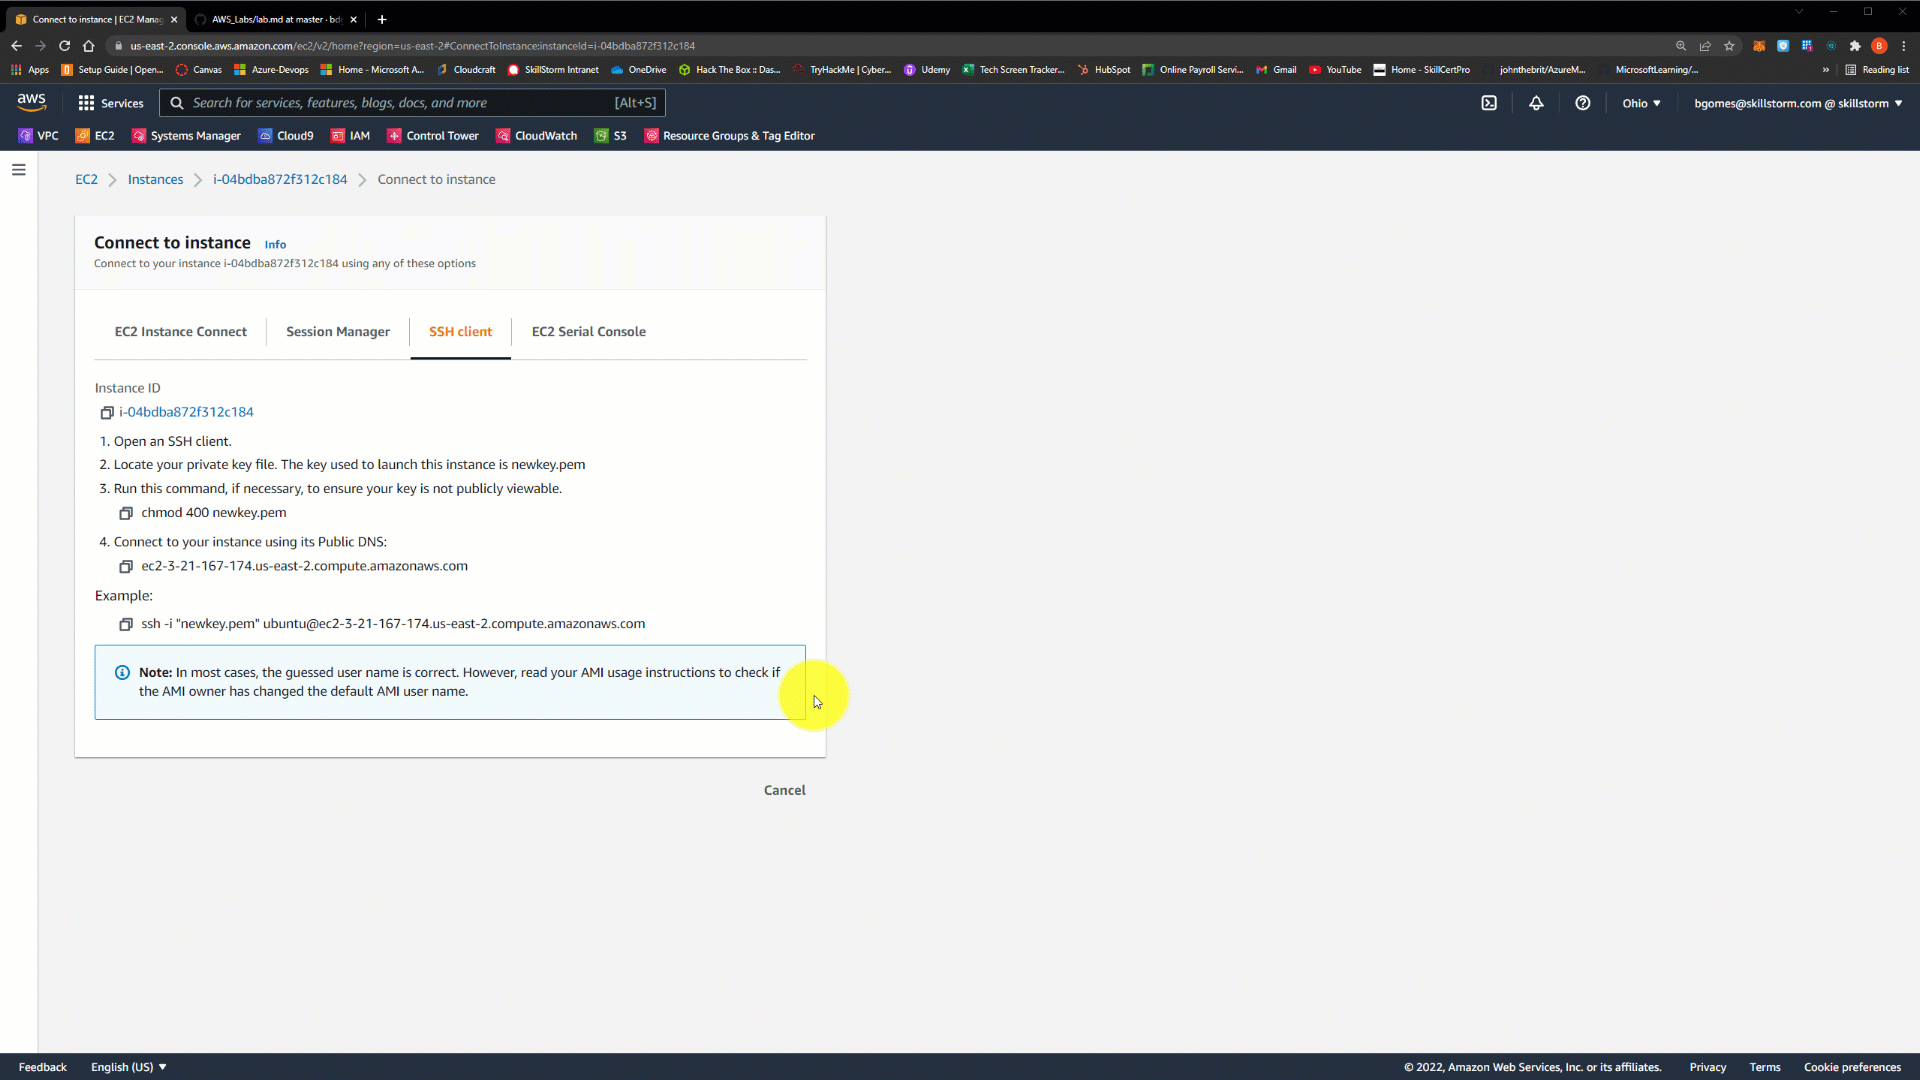 Connect to instance | EC2 Manag
AWS_Labs/lab.md at master · bd
us-east-2.console.aws.amazon.com/ec2/v2/home?region=us-east-2#ConnectToInstance:instanceId=i-04bdba872f312c184
Apps Setup Guide | Open... Canvas Azure-Devops Home - Microsoft A... Cloudcraft SkillStorm Intranet OneDrive Hack The Box :: Das... TryHackMe | Cyber... Udemy Tech Screen Tracker... HubSpot Online Payroll Servi... Gmail YouTube Home - SkillCertPro johnthebrit/AzureM... MicrosoftLearning/... » Reading list
aws Services Search for services, features, blogs, docs, and more [Alt+S] Ohio bgomes@skillstorm.com @ skillstorm
VPC EC2 Systems Manager Cloud9 IAM Control Tower CloudWatch S3 Resource Groups & Tag Editor
EC2 Instances i-04bdba872f312c184 Connect to instance
Connect to instance Info
Connect to your instance i-04bdba872f312c184 using any of these options
EC2 Instance Connect Session Manager SSH client EC2 Serial Console
Instance ID
i-04bdba872f312c184
1. Open an SSH client.
2. Locate your private key file. The key used to launch this instance is newkey.pem
3. Run this command, if necessary, to ensure your key is not publicly viewable.
chmod 400 newkey.pem
4. Connect to your instance using its Public DNS:
ec2-3-21-167-174.us-east-2.compute.amazonaws.com
Example:
ssh -i "newkey.pem" ubuntu@ec2-3-21-167-174.us-east-2.compute.amazonaws.com
Note: In most cases, the guessed user name is correct. However, read your AMI usage instructions to check if
the AMI owner has changed the default AMI user name.
Cancel
Feedback English (US) © 2022, Amazon Web Services, Inc. or its affiliates. Privacy Terms Cookie preferences